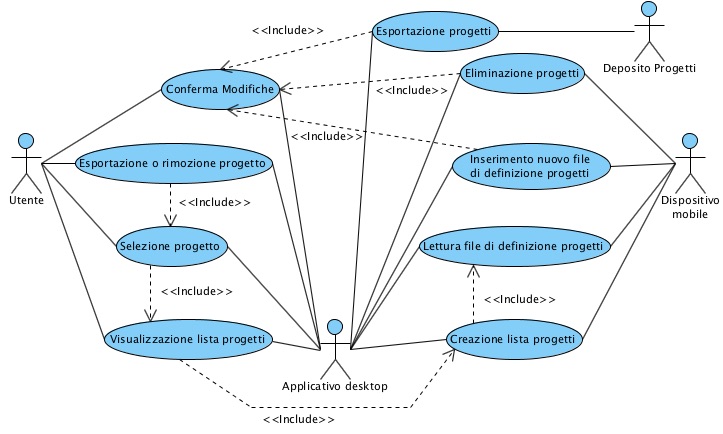 <<Include>>
Esportazione progetti
Deposito Progetti
Eliminazione progetti
Conferma Modifiche
<<Include>>
<<Include>>
Esportazione o rimozione progetto
Inserimento nuovo file
di definizione progetti
Utente
Dispositivo
mobile
<<Include>>
Selezione progetto
Lettura file di definizione progetti
<<Include>>
<<Include>>
Visualizzazione lista progetti
Creazione lista progetti
Applicativo desktop
<<Include>>